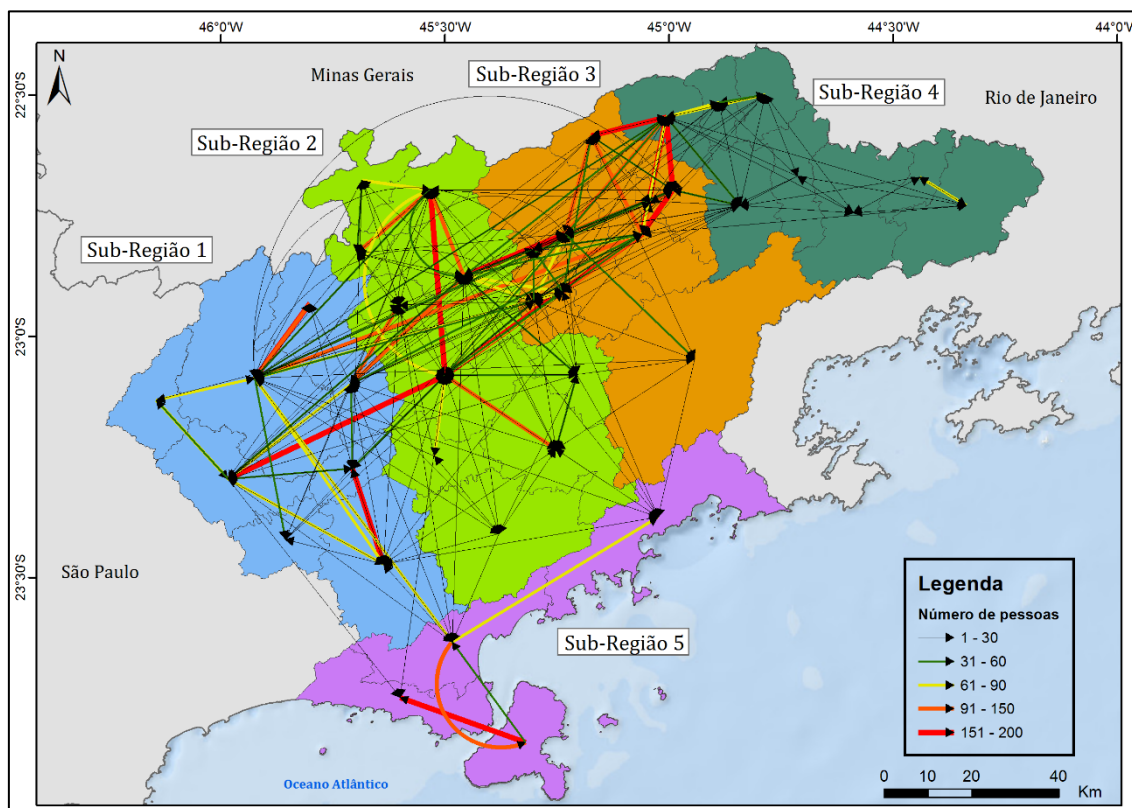 46°0'W
45°30'W
45°0'W
44°30'W
44°0'W
N
Minas Gerais
Sub-Região 3
Sub-Região 4
Rio de Janeiro
22°30'S
Sub-Região 2
Sub-Região 1
23°0'S
São Paulo
23°30'S
Sub-Região 5
Oceano Atlântico
Legenda
Número de pessoas
1 - 30
31 - 60
61 - 90
91 - 150
151 - 200
0 10 20 40
Km